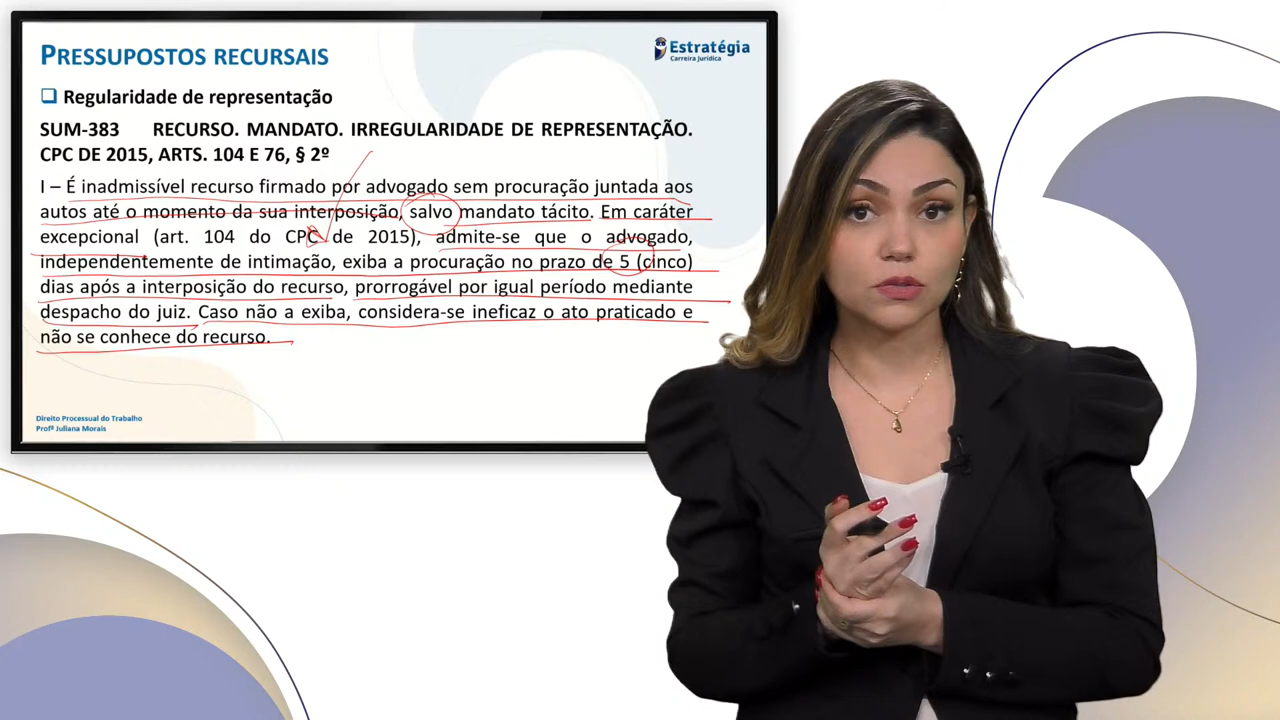 PRESSUPOSTOS RECURSAIS
Estratégia
Carreira Jurídica
Regularidade de representação
SUM-383 RECURSO. MANDATO. IRREGULARIDADE DE REPRESENTAÇÃO.
CPC DE 2015, ARTS. 104 E 76, § 2º
I – É inadmissível recurso firmado por advogado sem procuração juntada aos
autos até o momento da sua interposição, salvo mandato tácito. Em caráter
excepcional (art. 104 do CPC de 2015), admite-se que o advogado,
independentemente de intimação, exiba a procuração no prazo de 5 (cinco)
dias após a interposição do recurso, prorrogável por igual período mediante
despacho do juiz. Caso não a exiba, considera-se ineficaz o ato praticado e
não se conhece do recurso.
Direito Processual do Trabalho
Profª Juliana Morais